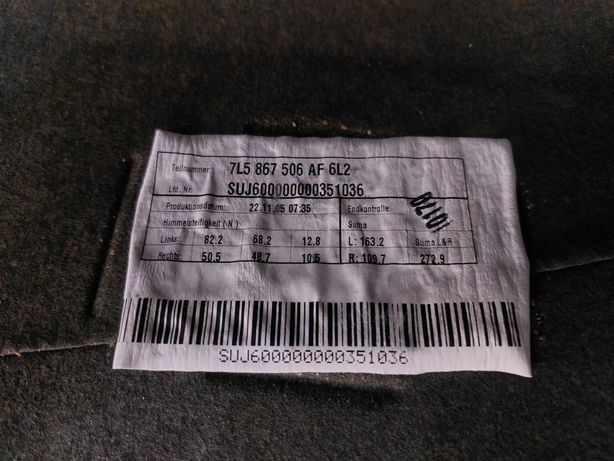 Teilnummer: 7L5 867 506 AF 6L2
Lfd. Nr. SUJ600000000351036
Produktionsdatum: 22.11.05 07:35 Endkontrolle:
Himmelsteifigkeit ( N ) Suma
Links: 82.2 68.2 12.8 L: 163.2 Suma L&R
Rechts: 50.5 48.7 10.5 R: 109.7 272.9
SUJ600000000351036